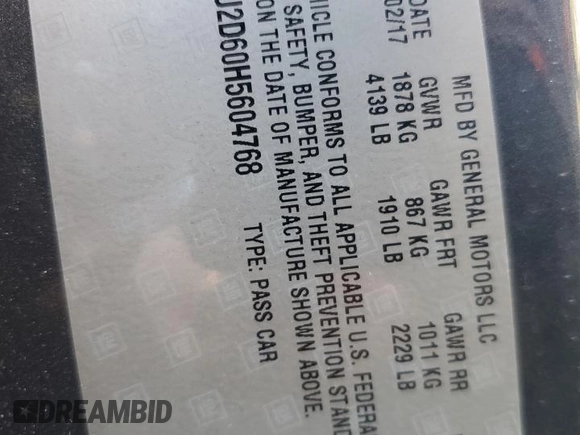 MFD BY GENERAL MOTORS LLC
DATE GVWR GAWR FRT GAWR RR
02/17 1878 KG 867 KG 1011 KG
4139 LB 1910 LB 2229 LB
HICLE CONFORMS TO ALL APPLICABLE U.S. FEDERA
SAFETY, BUMPER, AND THEFT PREVENTION STAND
ON THE DATE OF MANUFACTURE SHOWN ABOVE.
J2D60H5604768 TYPE: PASS CAR
DREAMBID